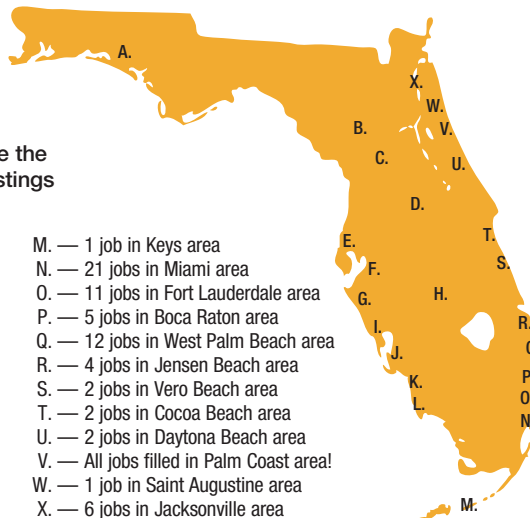 A.
X.
W.
B.
V.
e the
C.
U.
stings
D.
T.
M. — 1 job in Keys area
E.
N. — 21 jobs in Miami area
S.
F.
O. — 11 jobs in Fort Lauderdale area
G.
H.
P. — 5 jobs in Boca Raton area
R.
I.
Q. — 12 jobs in West Palm Beach area
J.
R. — 4 jobs in Jensen Beach area
P
K.
S. — 2 jobs in Vero Beach area
O
L.
T. — 2 jobs in Cocoa Beach area
N
U. — 2 jobs in Daytona Beach area
V. — All jobs filled in Palm Coast area!
W. — 1 job in Saint Augustine area
M.
X. — 6 jobs in Jacksonville area